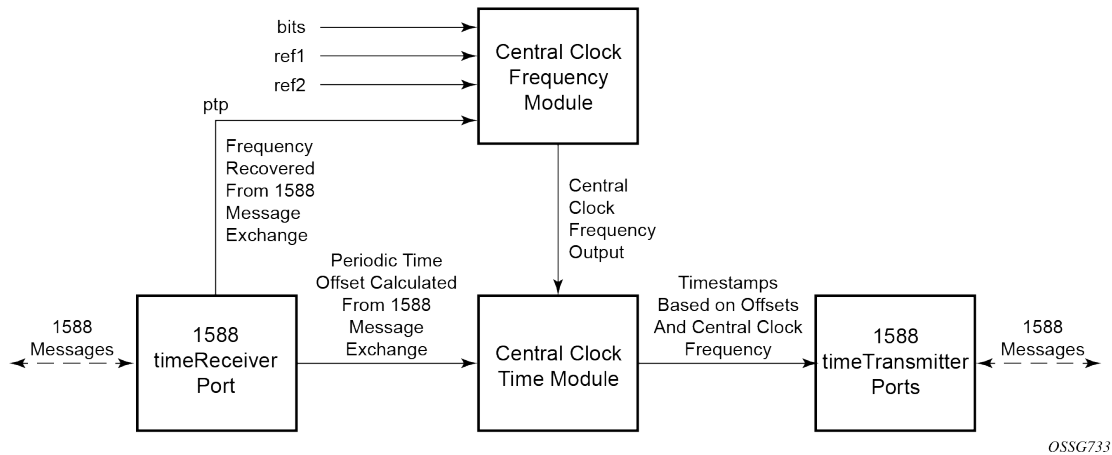 bits
ref1
ref2
ptp
Central Clock
Frequency
Module
Frequency
Recovered
From 1588
Message
Exchange
Central
Clock
Frequency
Output
Periodic Time
Offset Calculated
From 1588
Message
Exchange
Timestamps
Based on Offsets
And Central Clock
Frequency
1588
Messages
1588
timeReceiver
Port
Central Clock
Time Module
1588
timeTransmitter
Ports
1588
Messages
OSSG733